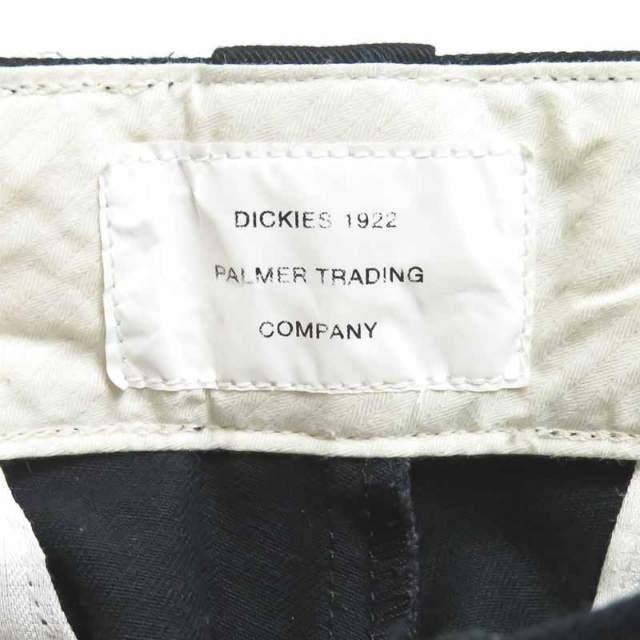 DICKIES 1922
PALMER TRADING
COMPANY